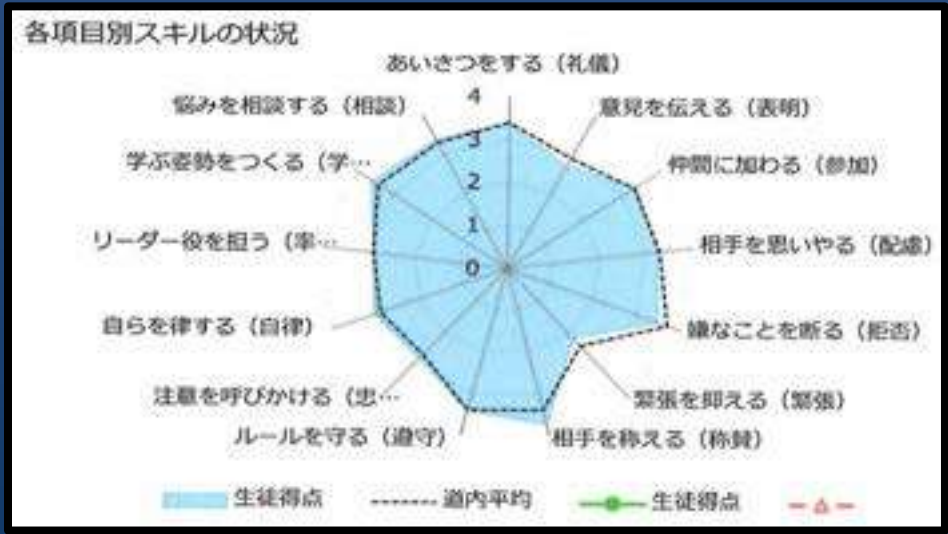 各項目別スキルの状況
あいさつをする（礼儀）
意見を伝える（表明）
仲間に加わる（参加）
相手を思いやる（配慮）
嫌なことを断る（拒否）
緊張を抑える（緊張）
相手を称える（称賛）
ルールを守る（遵守）
注意を呼びかける（忠…
自らを律する（自律）
リーダー役を担う（率…
学ぶ姿勢をつくる（学…
悩みを相談する（相談）
4
3
2
1
0
生徒得点 道内平均 生徒得点